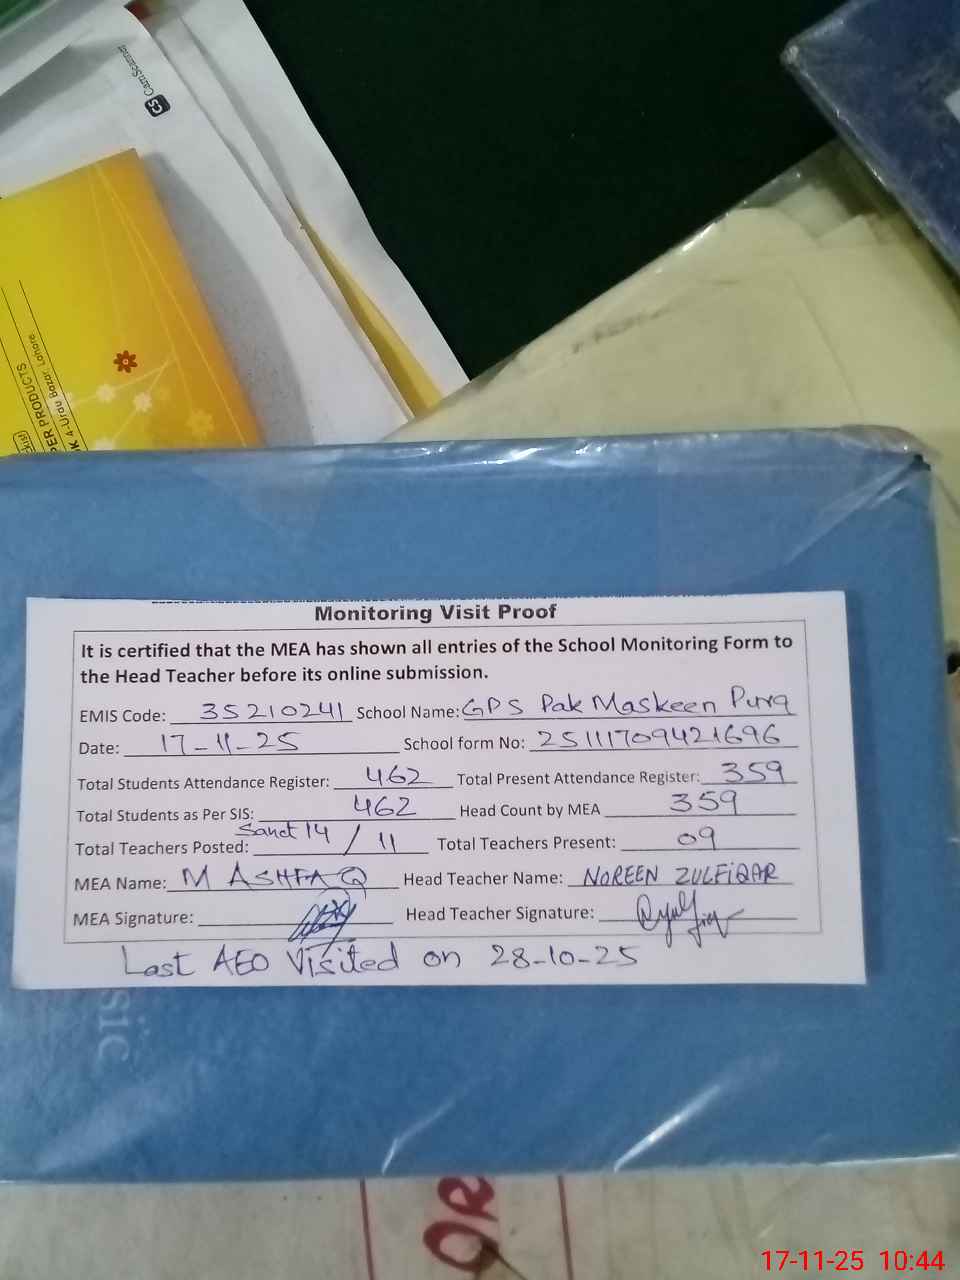 CS CamScanner
PER PRODUCTS
K 4-Urdu Bazar, Lahore.
Monitoring Visit Proof
It is certified that the MEA has shown all entries of the School Monitoring Form to
the Head Teacher before its online submission.
EMIS Code: 35210241 School Name: GPS Pak Maskeen Pura
Date: 17-11-25 School form No: 25111709421696
Total Students Attendance Register: 462 Total Present Attendance Register: 359
Total Students as Per SIS: 462 Head Count by MEA 359
Total Teachers Posted: Sanct 14 / 11 Total Teachers Present: 09
MEA Name: M ASHFAQ Head Teacher Name: NOREEN ZULFIQAR
MEA Signature: Head Teacher Signature:
Last AEO Visited on 28-10-25
sic
OR
17-11-25 10:44